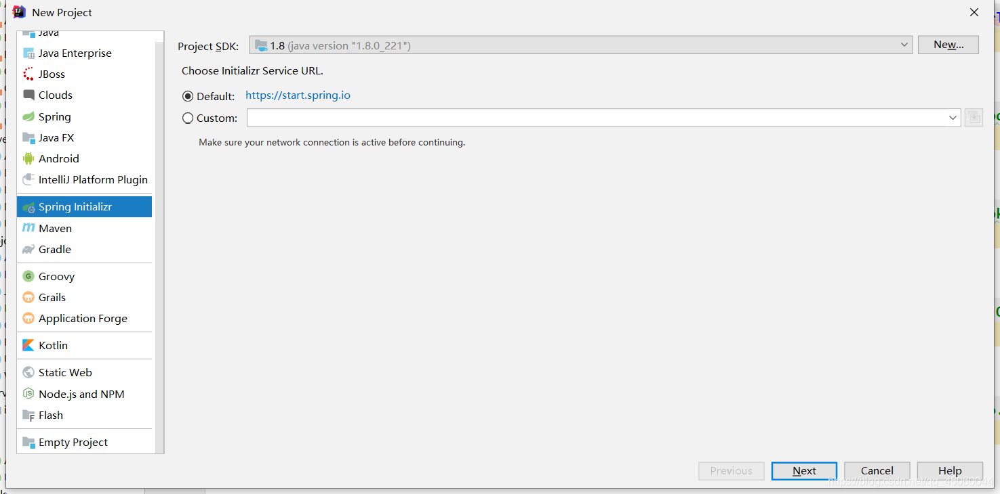 New Project
Java
Java Enterprise
JBoss
Clouds
Spring
Java FX
Android
IntelliJ Platform Plugin
Spring Initializr
Maven
Gradle
Groovy
Grails
Application Forge
Kotlin
Static Web
Node.js and NPM
Flash
Empty Project
Project SDK: 1.8 (java version "1.8.0_221") New...
Choose Initializr Service URL.
Default: https://start.spring.io
Custom:
Make sure your network connection is active before continuing.
Previous Next Cancel Help
https://blog.csdn.net/qq_45060044